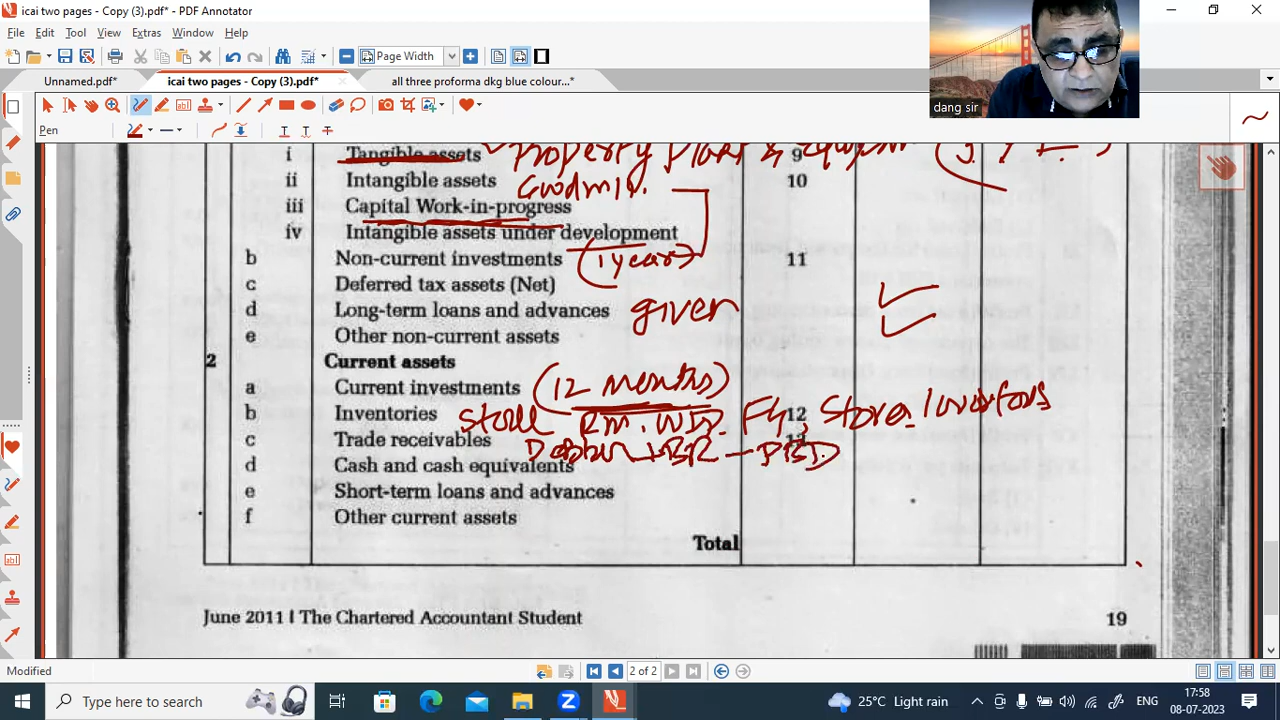 icai two pages - Copy (3).pdf* - PDF Annotator
File Edit Tool View Extras Window Help
Page Width
Unnamed.pdf* icai two pages - Copy (3).pdf* all three proforma dkg blue colour...*
dang sir
Pen
i Tangible assets Property Plant & 9
ii Intangible assets 10
iii Capital Work-in-progress
iv Intangible assets under development
b Non-current investments (1 year) 11
c Deferred tax assets (Net)
d Long-term loans and advances given
e Other non-current assets
2 Current assets
a Current investments (12 months)
b Inventories RM. FG, 12 Stores
c Trade receivables + BR - PBD.
d Cash and cash equivalents
e Short-term loans and advances
f Other current assets
Total
June 2011 I The Chartered Accountant Student 19
Modified 2 of 2
Type here to search 25°C Light rain ENG 17:58
08-07-2023